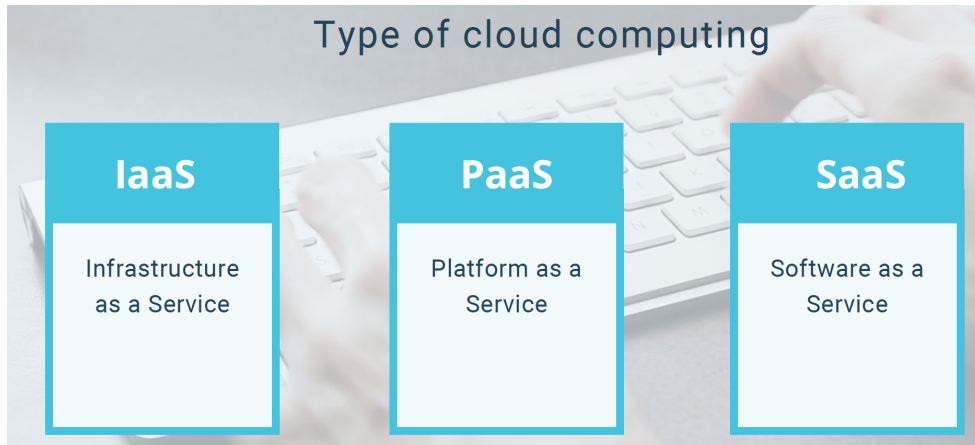 Type of cloud computing
IaaS
Infrastructure
as a Service
PaaS
Platform as a
Service
SaaS
Software as a
Service